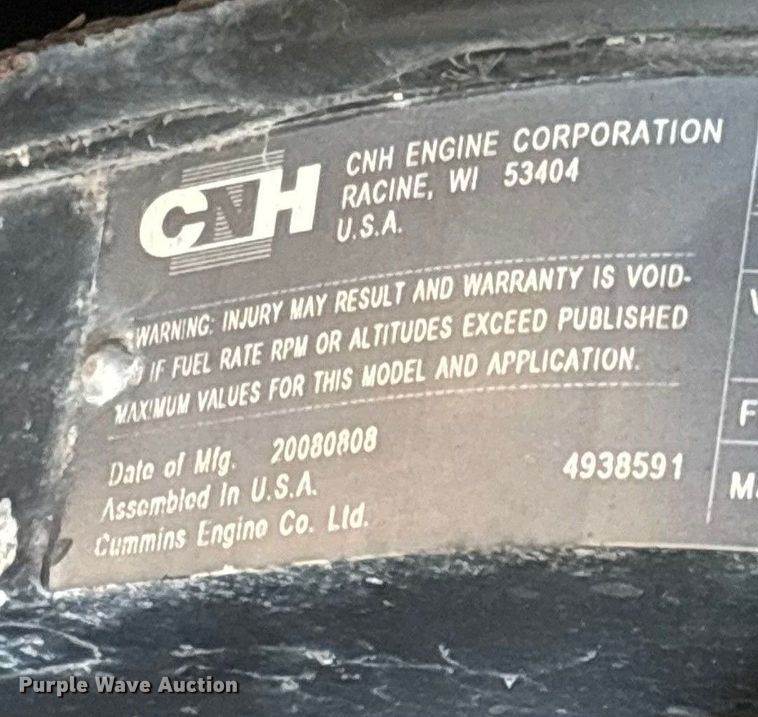 CNH
CNH ENGINE CORPORATION
RACINE, WI 53404
U.S.A.
WARNING: INJURY MAY RESULT AND WARRANTY IS VOID-
IF FUEL RATE RPM OR ALTITUDES EXCEED PUBLISHED
MAXIMUM VALUES FOR THIS MODEL AND APPLICATION.
Date of Mfg. 20080808
4938591
Assembled In U.S.A.
Cummins Engine Co. Ltd.
F
Purple Wave Auction